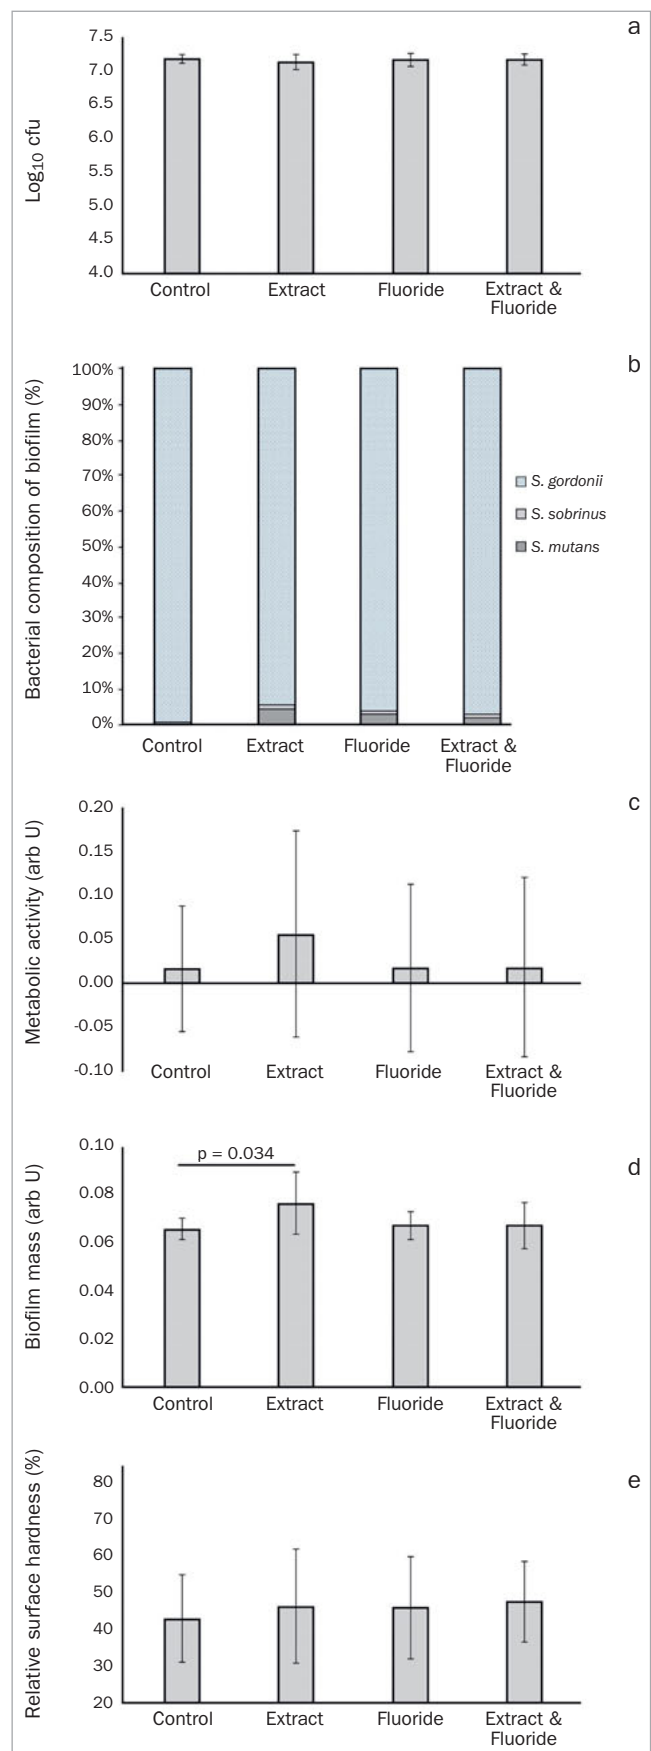 a
7.5
7.0
6.5
6.0
5.5
5.0
4.5
4.0
Log10 cfu
Control Extract Fluoride Extract &
Fluoride
b
100%
90%
80%
70%
60%
50%
40%
30%
20%
10%
0%
Bacterial composition of biofilm (%)
S. gordonii
S. sobrinus
S. mutans
Control Extract Fluoride Extract &
Fluoride
c
0.20
0.15
0.10
0.05
0.00
-0.05
-0.10
Metabolic activity (arb U)
Control Extract Fluoride Extract &
Fluoride
d
0.10
0.08
0.06
0.04
0.02
0.00
Biofilm mass (arb U)
p = 0.034
Control Extract Fluoride Extract &
Fluoride
e
80
70
60
50
40
30
20
Relative surface hardness (%)
Control Extract Fluoride Extract &
Fluoride